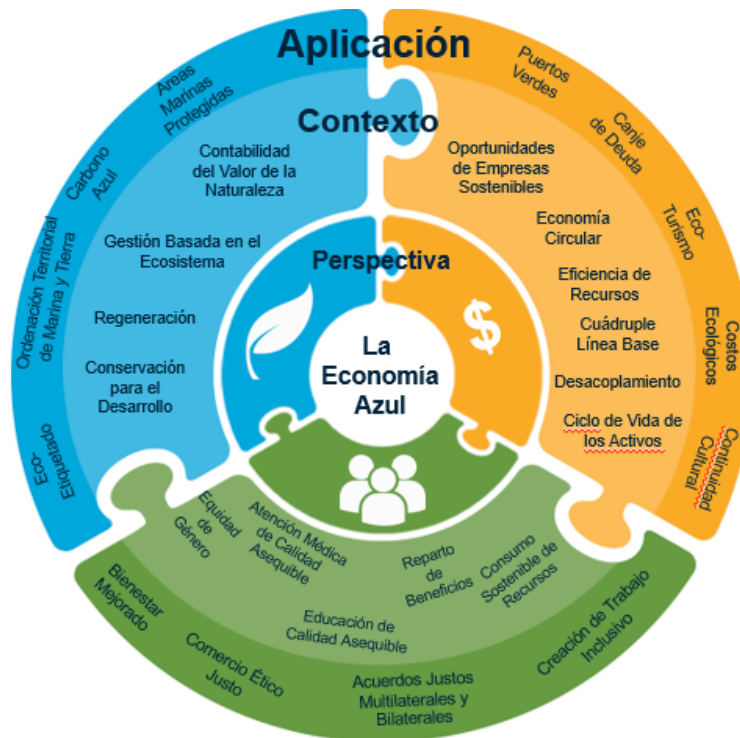 Aplicación
Contexto
Perspectiva
La
Economía
Azul
Areas
Marinas
Protegidas
Carbono
Azul
Ordenación Territorial
de Marina y Tierra
Eco-
Etiquetado
Contabilidad
del Valor de la
Naturaleza
Gestión Basada en el
Ecosistema
Regeneración
Conservación
para el
Desarrollo
Puertos
Verdes
Canje
de Deuda
Eco-
Turismo
Costos
Ecológicos
Continuidad
Cultural
Oportunidades
de Empresas
Sostenibles
Economía
Circular
Eficiencia de
Recursos
Cuádruple
Línea Base
Desacoplamiento
Ciclo de Vida de
los Activos
$
Equidad
de
Género
Atención Médica
de Calidad
Asequible
Reparto
de
Beneficios
Consumo
Sostenible de
Recursos
Educación de
Calidad Asequible
Bienestar
Mejorado
Comercio Ético
Justo
Acuerdos Justos
Multilaterales y
Bilaterales
Creación de Trabajo
Inclusivo